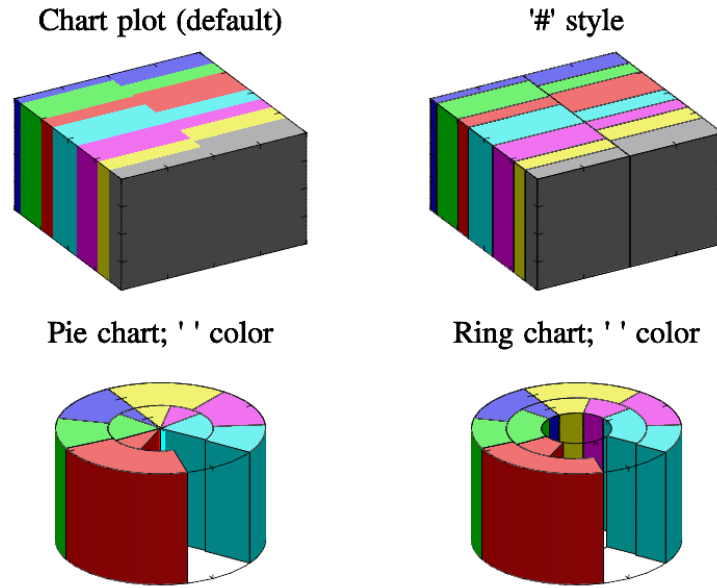 Chart plot (default)
'#' style
Pie chart; ' ' color
Ring chart; ' ' color